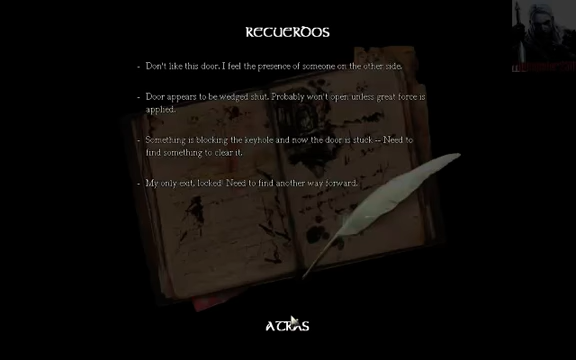 RECUERDOS
- Don't like this door. I feel the presence of someone on the other side.
- Door appears to be wedged shut. Probably won't open unless great force is
applied.
- Something is blocking the keyhole and now the door is stuck -- Need to
find something to clear it.
- My only exit, locked! Need to find another way forward.
ATRAS